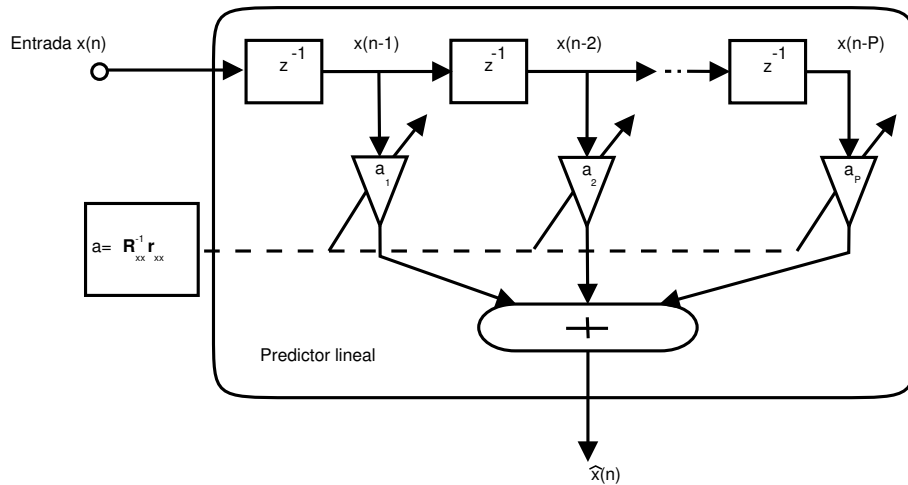 Entrada x(n)
z^-1
x(n-1)
z^-1
x(n-2)
z^-1
x(n-P)
a_1
a_2
a_P
a= R_xx^-1 r_xx
+
Predictor lineal
x̂(n)